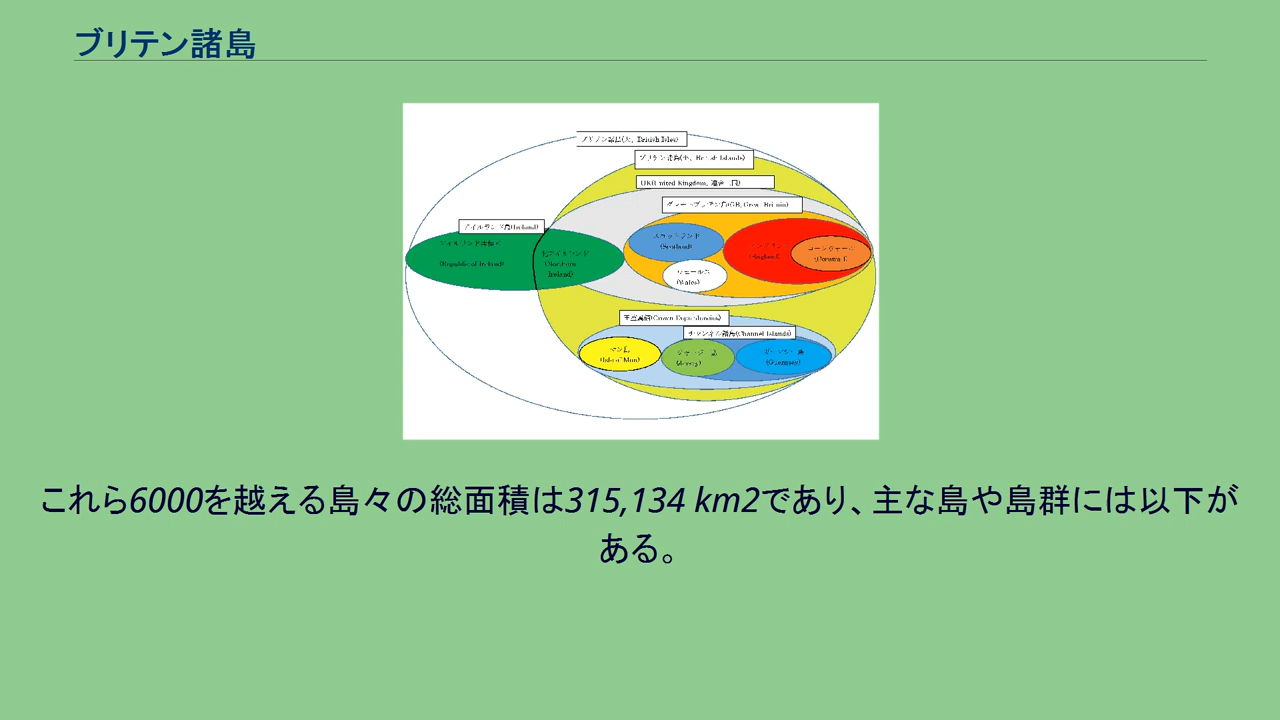 ブリテン諸島
ブリテン諸島(大、British Isles)
ブリテン諸島(小、British Islands)
UK(United Kingdom, 連合王国)
グレートブリテン島(GB, Great Britain)
アイルランド島(Ireland)
アイルランド共和国
(Republic of Ireland)
北アイルランド
(Northern
Ireland)
スコットランド
(Scotland)
ウェールズ
(Wales)
イングランド
(England)
コーンウォール
(Cornwall)
王室属領(Crown Dependencies)
チャンネル諸島(Channel Islands)
マン島
(Isle of Man)
ジャージー島
(Jersey)
ガーンジー島
(Guernsey)
これら6000を越える島々の総面積は315,134 km2であり、主な島や島群には以下が
ある。